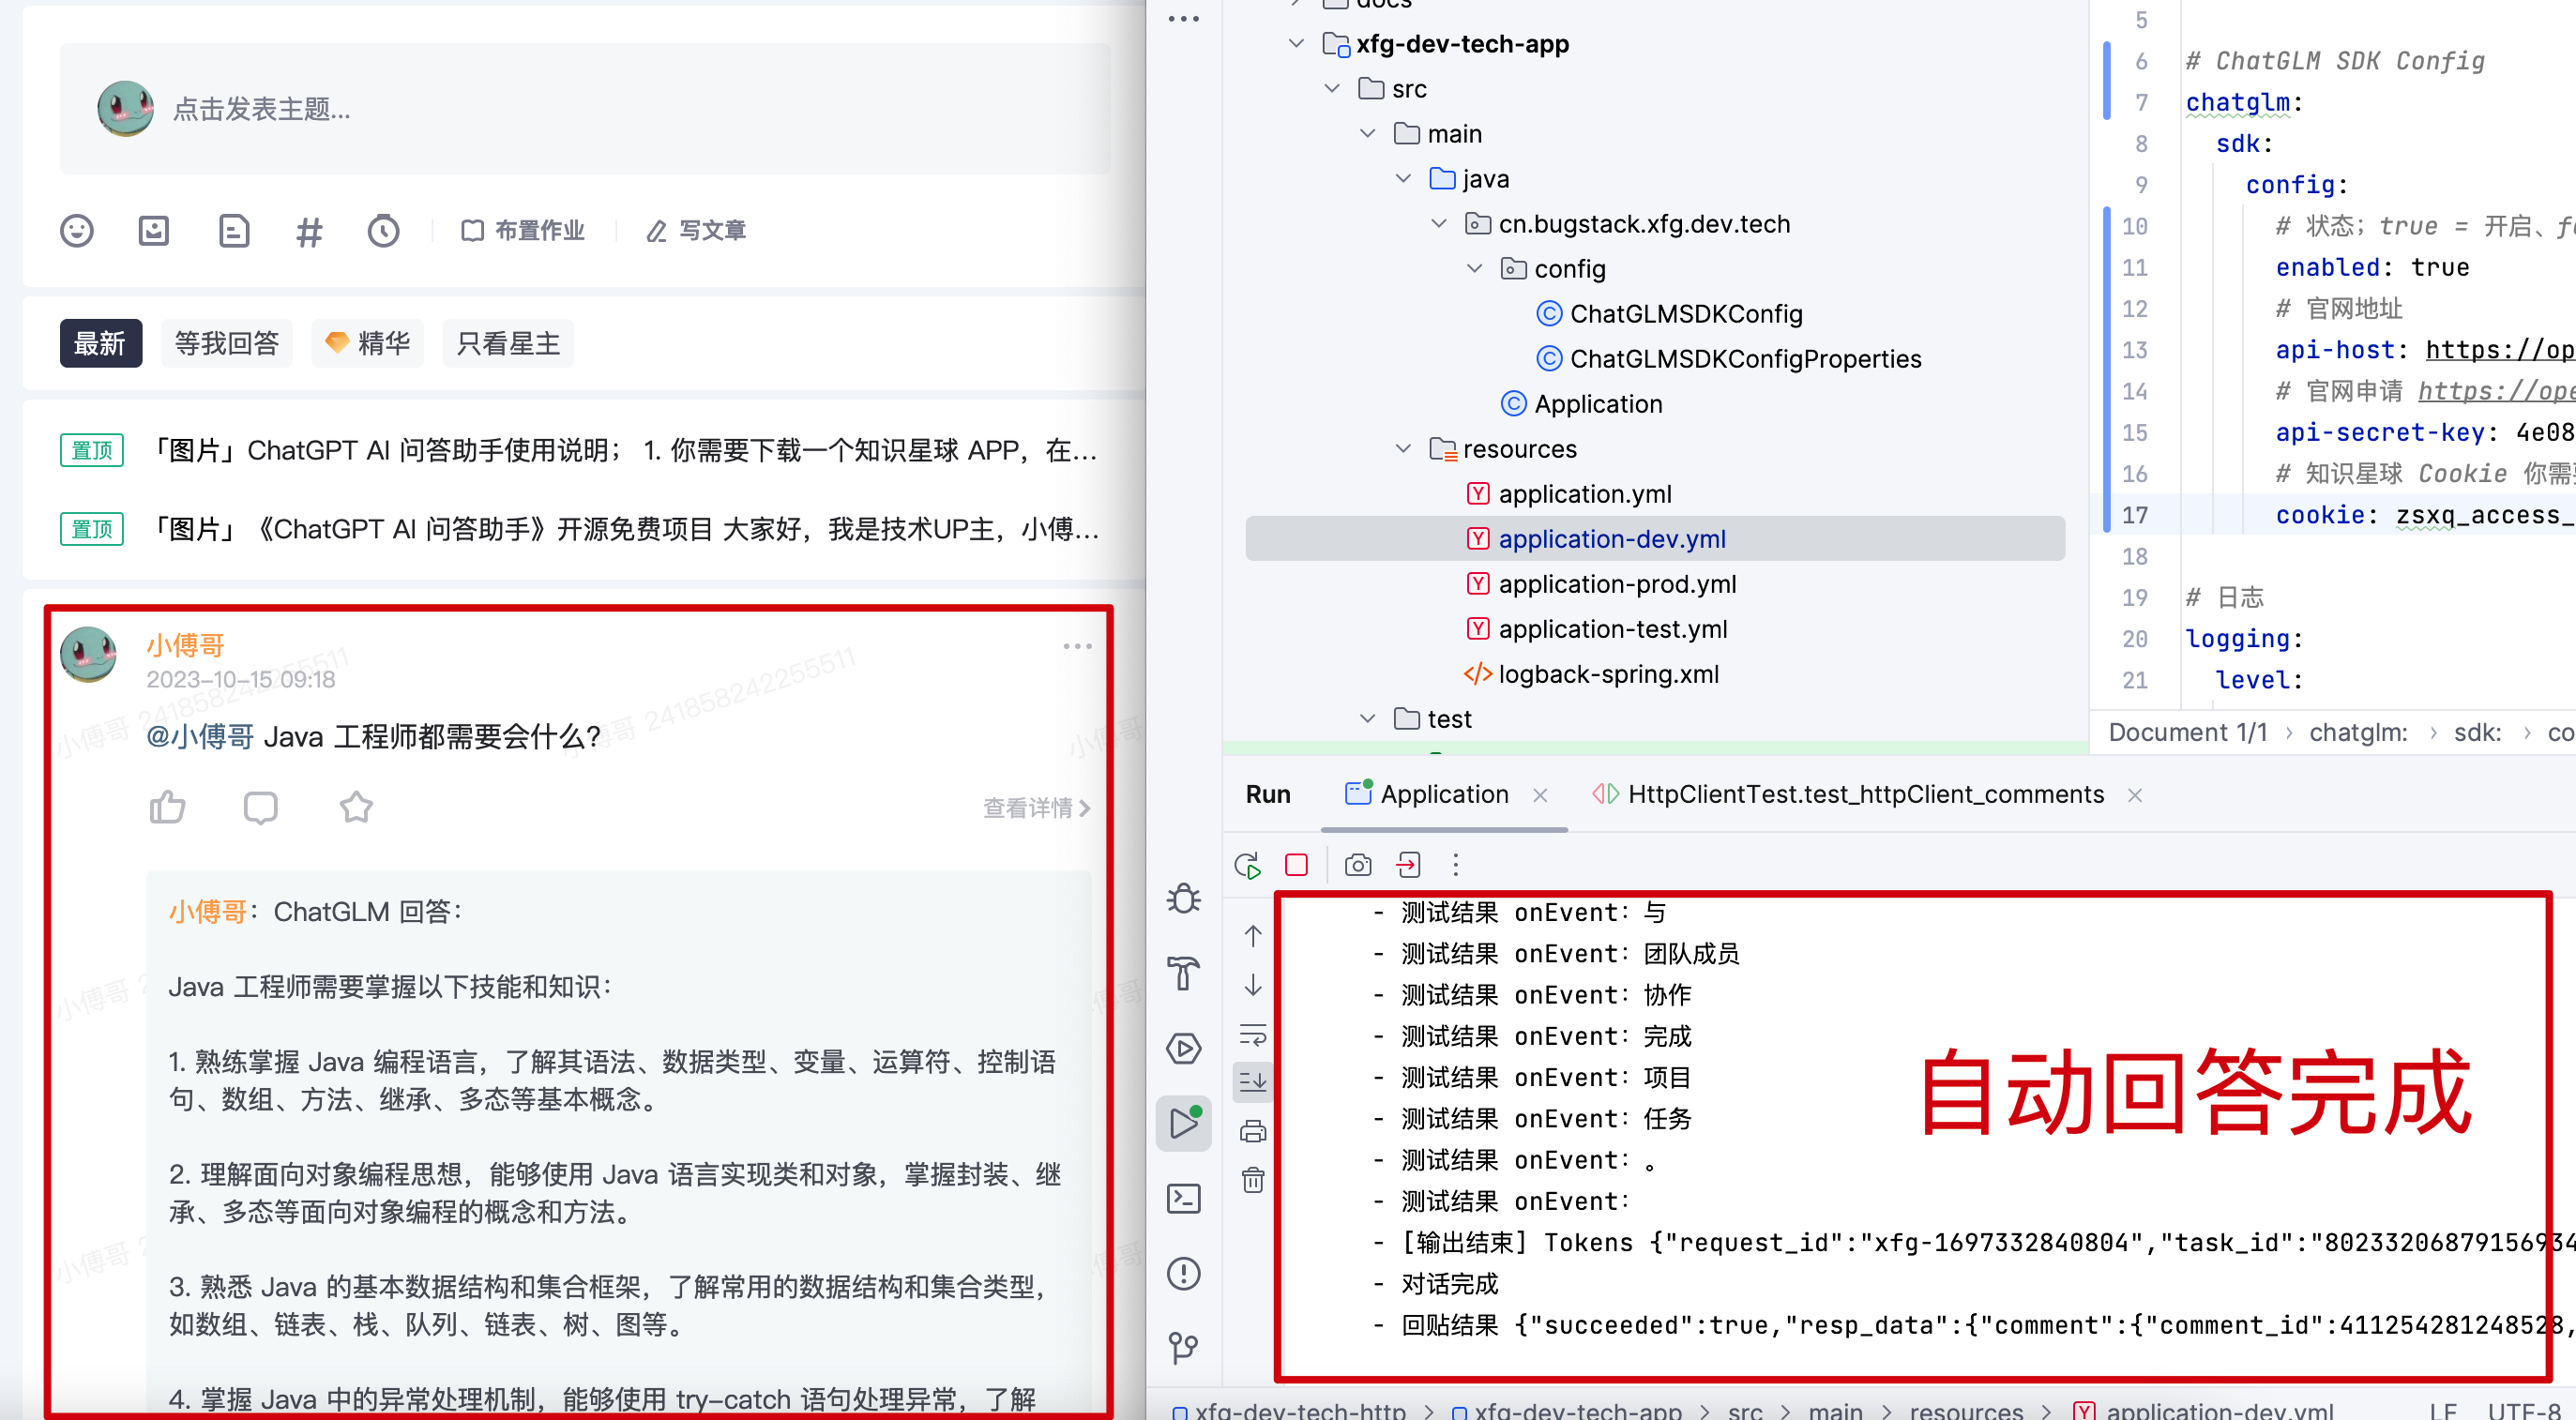 点击发表主题...
布置作业
写文章
最新
等我回答
精华
只看星主
置顶 「图片」ChatGPT AI 问答助手使用说明； 1. 你需要下载一个知识星球 APP，在...
置顶 「图片」《ChatGPT AI 问答助手》开源免费项目 大家好，我是技术UP主，小傅...
小傅哥
2023-10-15 09:18
小傅哥 241858242255511
小傅哥 241858242255511
@小傅哥 Java 工程师都需要会什么？
查看详情
小傅哥：ChatGLM 回答：
Java 工程师需要掌握以下技能和知识：
1. 熟练掌握 Java 编程语言，了解其语法、数据类型、变量、运算符、控制语
句、数组、方法、继承、多态等基本概念。
2. 理解面向对象编程思想，能够使用 Java 语言实现类和对象，掌握封装、继
承、多态等面向对象编程的概念和方法。
3. 熟悉 Java 的基本数据结构和集合框架，了解常用的数据结构和集合类型，
如数组、链表、栈、队列、链表、树、图等。
4. 掌握 Java 中的异常处理机制，能够使用 try-catch 语句处理异常，了解
docs
xfg-dev-tech-app
src
main
java
cn.bugstack.xfg.dev.tech
config
ChatGLMSDKConfig
ChatGLMSDKConfigProperties
Application
resources
application.yml
application-dev.yml
application-prod.yml
application-test.yml
logback-spring.xml
test
5
6 # ChatGLM SDK Config
7 chatglm:
8 sdk:
9 config:
10 # 状态；true = 开启、
11 enabled: true
12 # 官网地址
13 api-host: https://op
14 # 官网申请 https://ope
15 api-secret-key: 4e08
16 # 知识星球 Cookie 你需
17 cookie: zsxq_access_
18
19 # 日志
20 logging:
21 level:
Document 1/1 › chatglm: › sdk: › co
Run
Application
HttpClientTest.test_httpClient_comments
- 测试结果 onEvent：与
- 测试结果 onEvent：团队成员
- 测试结果 onEvent：协作
- 测试结果 onEvent：完成
- 测试结果 onEvent：项目
- 测试结果 onEvent：任务
- 测试结果 onEvent：。
- 测试结果 onEvent：
- [输出结束] Tokens {"request_id":"xfg-1697332840804","task_id":"80233206879156934
- 对话完成
- 回贴结果 {"succeeded":true,"resp_data":{"comment":{"comment_id":411254281248528,
自动回答完成
xfg-dev-tech-http › xfg-dev-tech-app › src › main › resources › application-dev.yml
LF UTF-8